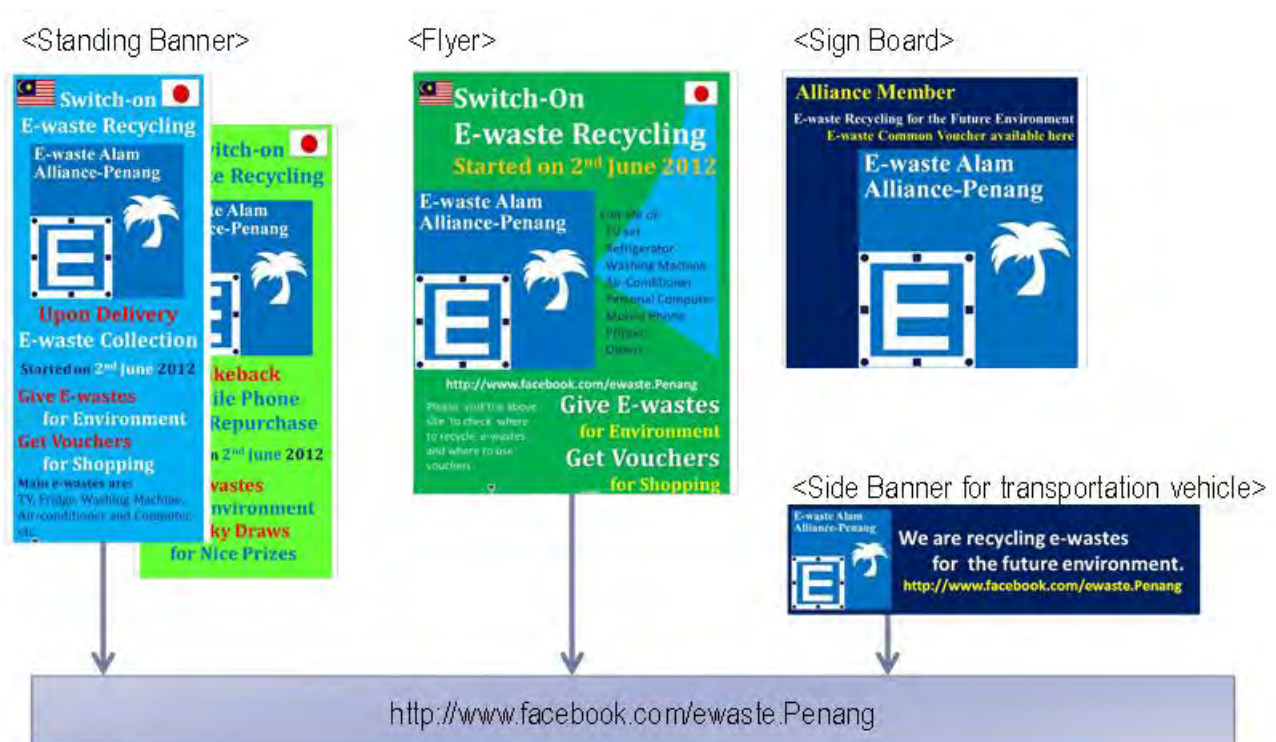 <Standing Banner>
Switch-on
E-waste Recycling
E-waste Alam
Alliance-Penang
E
Upon Delivery
E-waste Collection
Started on 2nd June 2012
Give E-wastes
for Environment
Get Vouchers
for Shopping
Main e-wastes are:
TV, Fridge, Washing Machine,
Air-conditioner and Computer,
etc.
itch-on
e Recycling
te Alam
ce-Penang
keback
ile Phone
Repurchase
n 2nd June 2012
wastes
nvironment
ky Draws
for Nice Prizes
<Flyer>
Switch-On
E-waste Recycling
Started on 2nd June 2012
E-waste Alam
Alliance-Penang
E
TV set
Refrigerator
Washing Machine
Air-Conditioner
Personal Computer
Mobile Phone
Printer
Others
http://www.facebook.com/ewaste.Penang
Please visit the above
site to check where
to recycle e-wastes
and where to use
vouchers.
Give E-wastes
for Environment
Get Vouchers
for Shopping
<Sign Board>
Alliance Member
E-waste Recycling for the Future Environment
E-waste Common Voucher available here
E-waste Alam
Alliance-Penang
E
<Side Banner for transportation vehicle>
E-waste Alam
Alliance-Penang
E
We are recycling e-wastes
for the future environment.
http://www.facebook.com/ewaste.Penang
http://www.facebook.com/ewaste.Penang